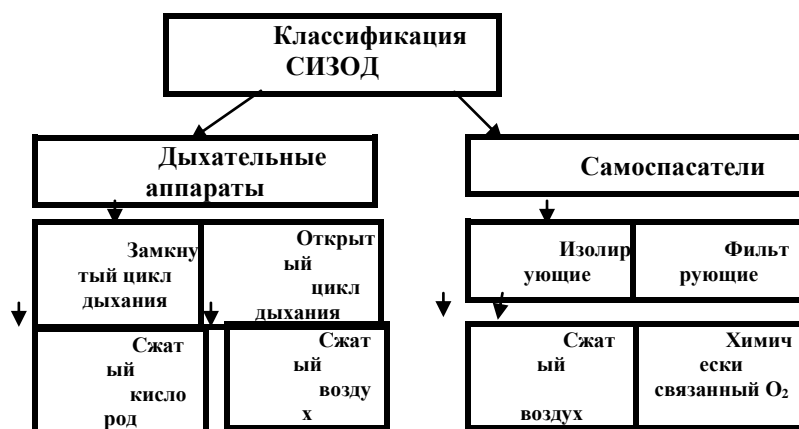 Классификация
СИЗОД
Дыхательные
аппараты
Самоспасатели
Замкну
тый цикл
дыхания
Открыт
ый
цикл
дыхания
Изолир
ующие
Фильт
рующие
Сжат
ый
кисло
род
Сжат
ый
возду
х
Сжат
ый
воздух
Химич
ески
связанный O₂